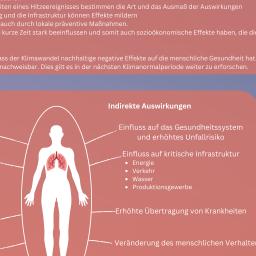 iten eines Hitzeereignisses bestimmen die Art und das Ausmaß der Auswirkungen
g und die Infrastruktur können Effekte mildern
auch durch lokale präventive Maßnahmen.
kurze Zeit stark beeinflussen und somit auch sozioökonomische Effekte haben, die die
ass der Klimawandel nachhaltige negative Effekte auf die menschliche Gesundheit hat
nachweisbar. Dies gilt es in der nächsten Klimanormalperiode weiter zu erforschen.
Indirekte Auswirkungen
Einfluss auf das Gesundheitssystem
und erhöhtes Unfallrisiko
Einfluss auf kritische Infrastruktur
• Energie
• Verkehr
• Wasser
• Produktionsgewerbe
Erhöhte Übertragung von Krankheiten
Veränderung des menschlichen Verhalten